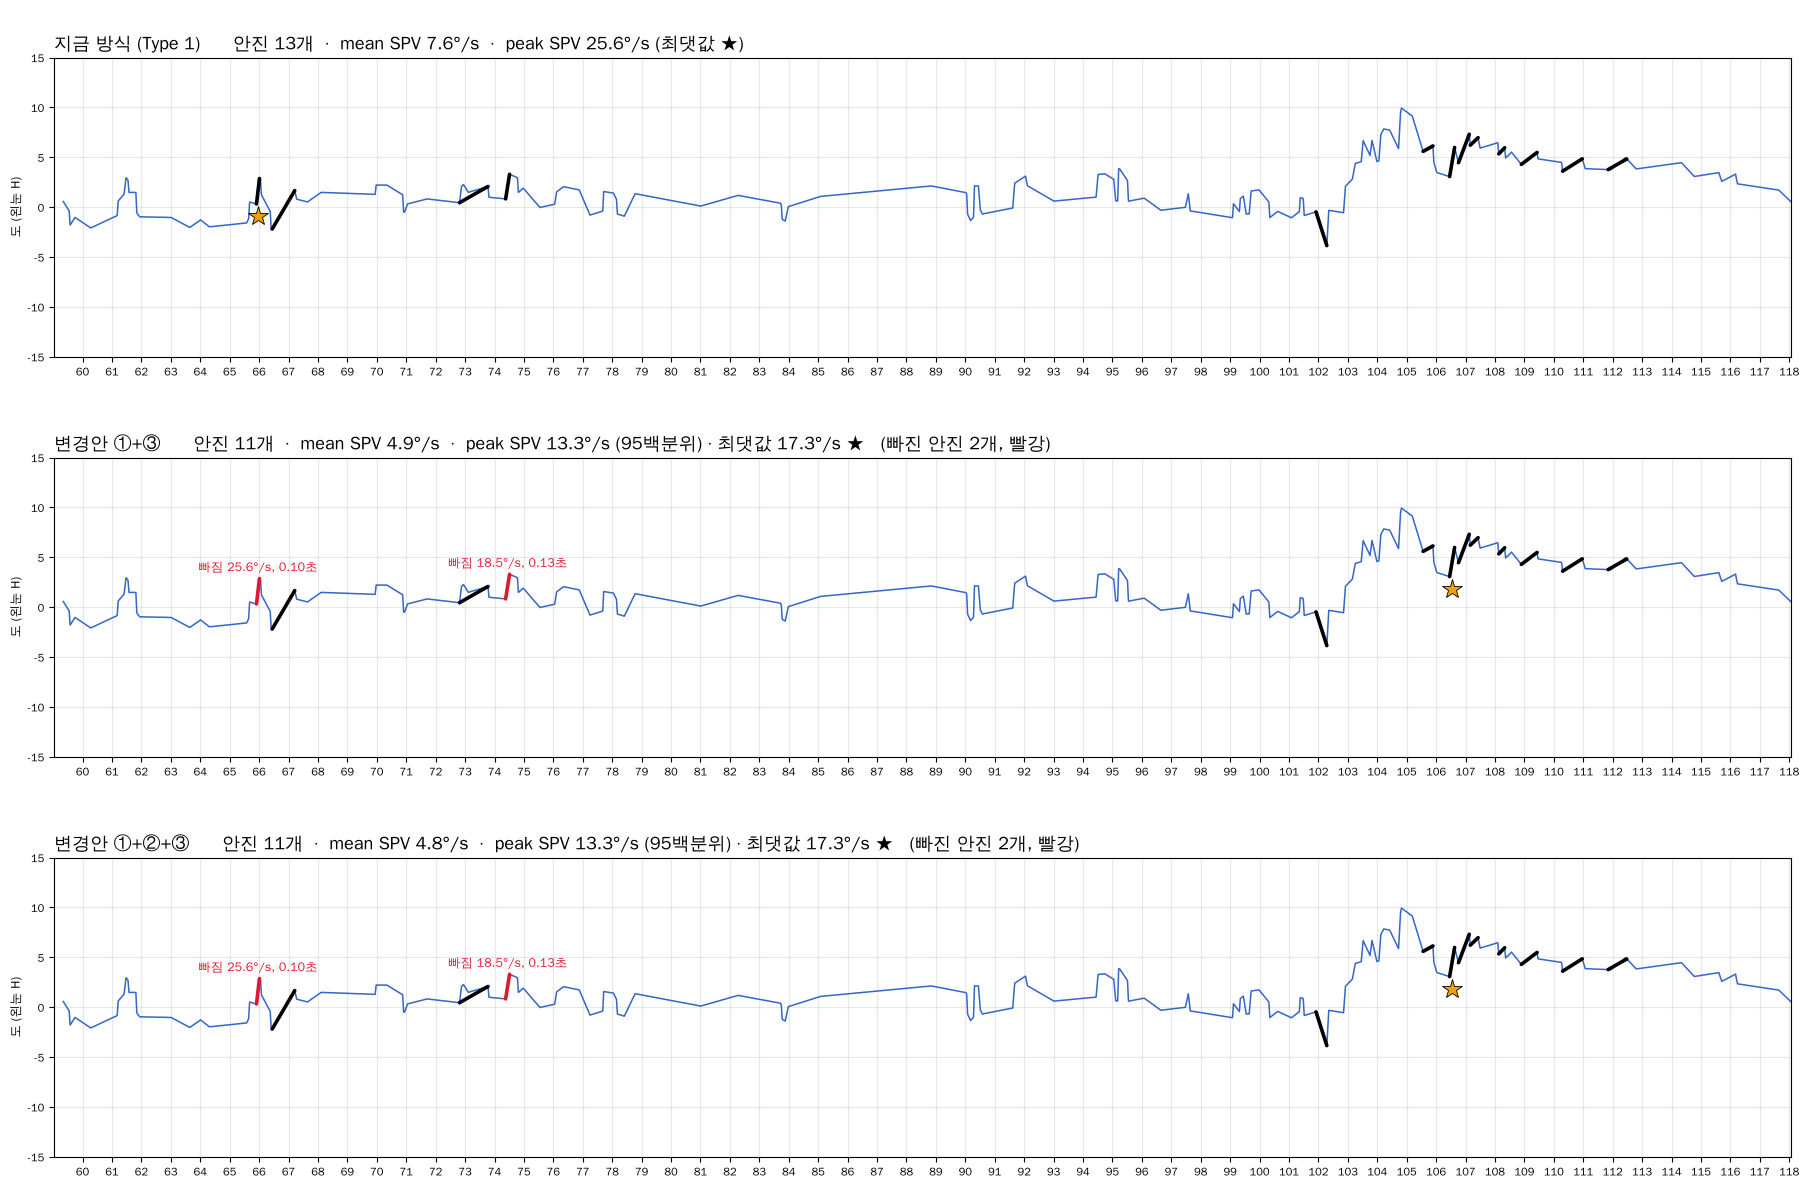 지금 방식 (Type 1) 안진 13개 · mean SPV 7.6°/s · peak SPV 25.6°/s (최댓값 ★)
15
10
5
0
-5
-10
-15
도 (왼눈 H)
60 61 62 63 64 65 66 67 68 69 70 71 72 73 74 75 76 77 78 79 80 81 82 83 84 85 86 87 88 89 90 91 92 93 94 95 96 97 98 99 100 101 102 103 104 105 106 107 108 109 110 111 112 113 114 115 116 117 118
변경안 ①+③ 안진 11개 · mean SPV 4.9°/s · peak SPV 13.3°/s (95백분위) · 최댓값 17.3°/s ★ (빠진 안진 2개, 빨강)
15
10
5
0
-5
-10
-15
도 (왼눈 H)
빠짐 25.6°/s, 0.10초
빠짐 18.5°/s, 0.13초
60 61 62 63 64 65 66 67 68 69 70 71 72 73 74 75 76 77 78 79 80 81 82 83 84 85 86 87 88 89 90 91 92 93 94 95 96 97 98 99 100 101 102 103 104 105 106 107 108 109 110 111 112 113 114 115 116 117 118
변경안 ①+②+③ 안진 11개 · mean SPV 4.8°/s · peak SPV 13.3°/s (95백분위) · 최댓값 17.3°/s ★ (빠진 안진 2개, 빨강)
15
10
5
0
-5
-10
-15
도 (왼눈 H)
빠짐 25.6°/s, 0.10초
빠짐 18.5°/s, 0.13초
60 61 62 63 64 65 66 67 68 69 70 71 72 73 74 75 76 77 78 79 80 81 82 83 84 85 86 87 88 89 90 91 92 93 94 95 96 97 98 99 100 101 102 103 104 105 106 107 108 109 110 111 112 113 114 115 116 117 118